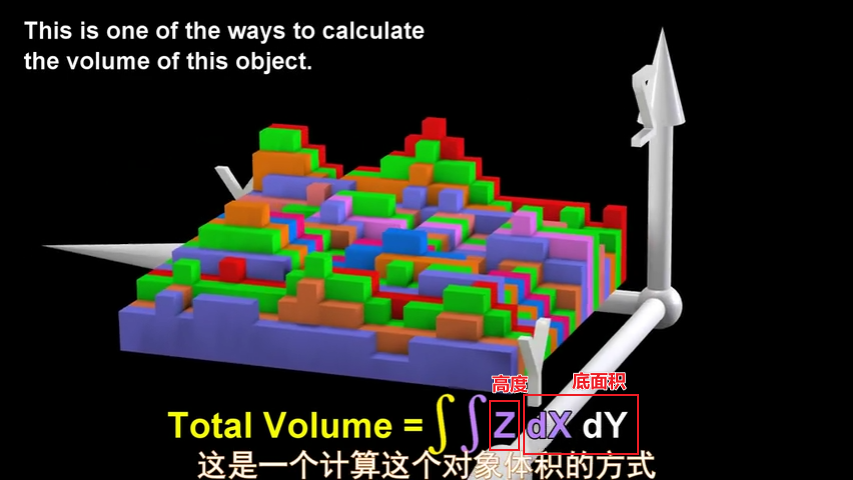 This is one of the ways to calculate
the volume of this object.
Z
Y
高度
底面积
Total Volume = ∫ ∫ Z dX dY
这是一个计算这个对象体积的方式